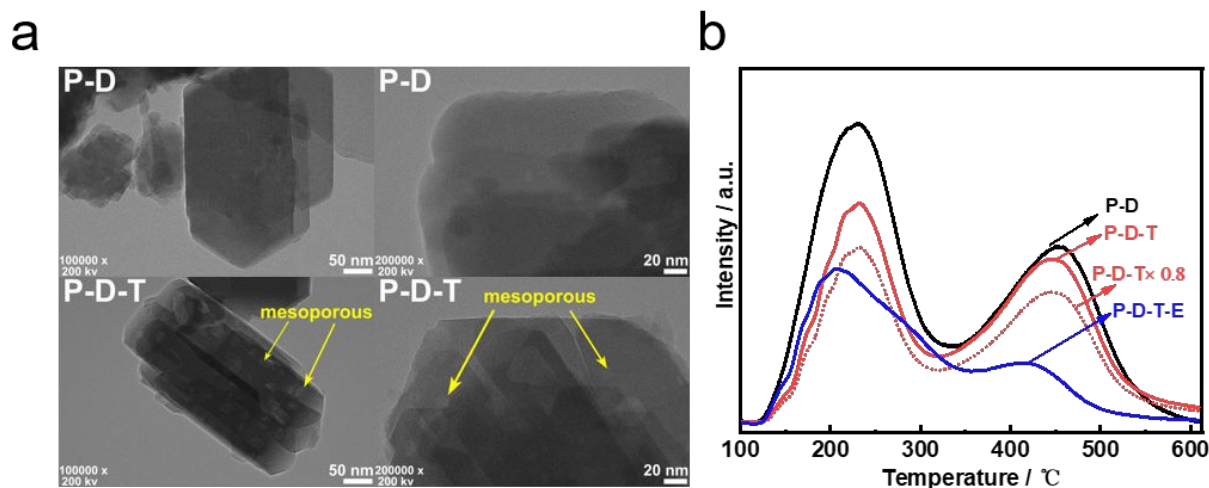 a
P-D
100000 x
200 kv
50 nm
P-D
200000 x
200 kv
20 nm
P-D-T
mesoporous
100000 x
200 kv
50 nm
P-D-T
mesoporous
200000 x
200 kv
20 nm
b
Intensity / a.u.
P-D
P-D-T
P-D-T× 0.8
P-D-T-E
100 200 300 400 500 600
Temperature / ℃